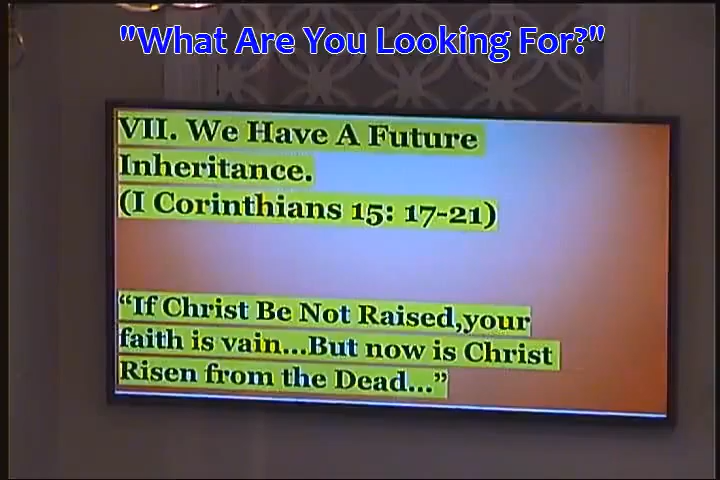 "What Are You Looking For?"
VII. We Have A Future
Inheritance.
(I Corinthians 15: 17-21)
“If Christ Be Not Raised,your
faith is vain...But now is Christ
Risen from the Dead...”